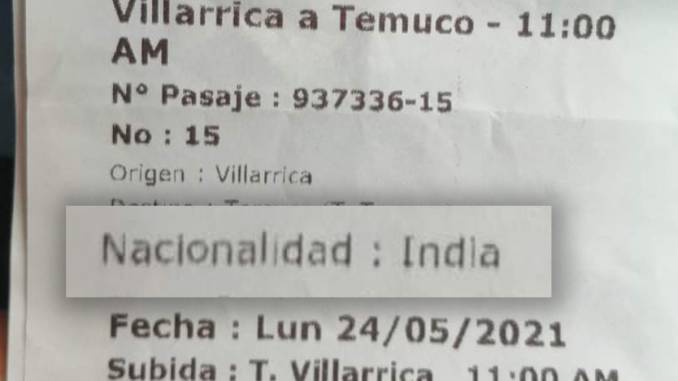 Villarrica a Temuco - 11:00
AM
Nº Pasaje : 937336-15
No : 15
Origen : Villarrica
Nacionalidad : India
Fecha : Lun 24/05/2021
Subida : T. Villarrica 11:00 AM